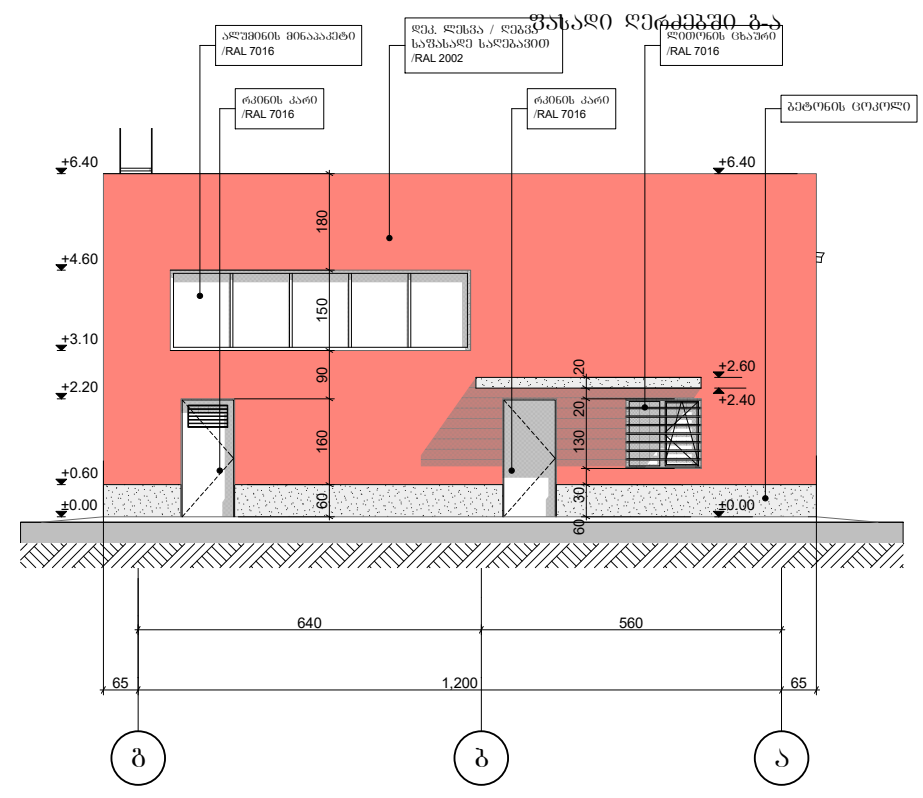 ფასადი ღერძებში გ-ა
ალუმინის მინაპაკეტი
/RAL 7016
დეკ. ლესვა / ღებვა
საფასადე საღებავით
/RAL 2002
ლითონის ცხაური
/RAL 7016
რკინის კარი
/RAL 7016
რკინის კარი
/RAL 7016
ბეტონის ცოკოლი
+6.40
+6.40
180
+4.60
150
+3.10
90
20
+2.60
+2.20
20
+2.40
160
130
+0.60
60
30
±0.00
±0.00
60
640
560
65
1,200
65
გ
ბ
ა